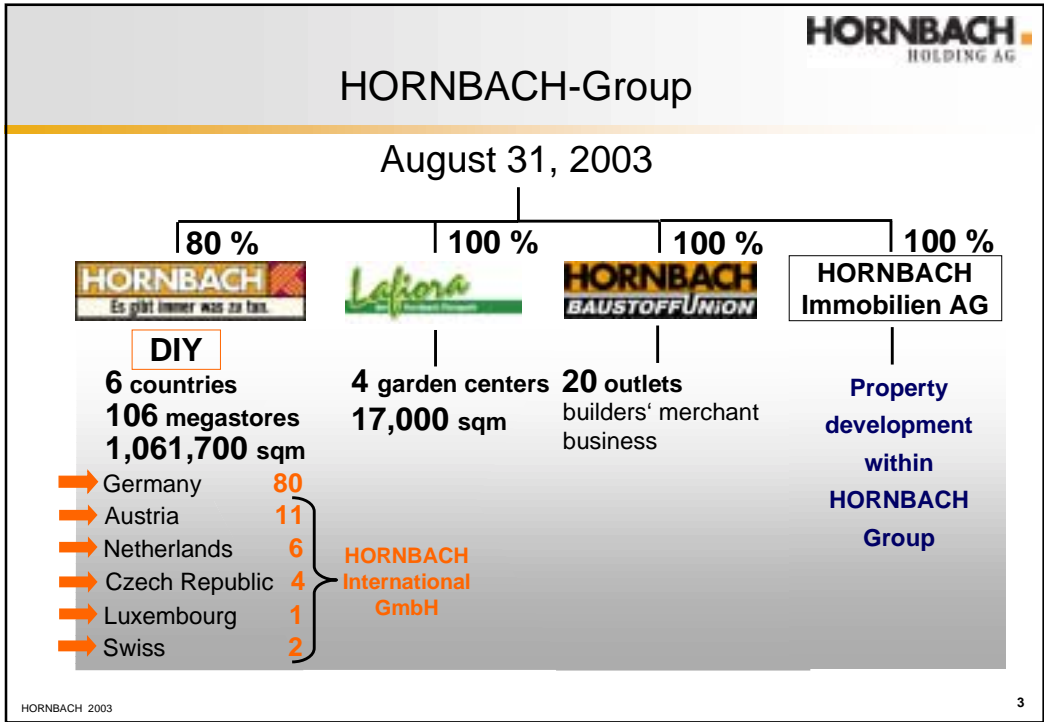 HORNBACH
HOLDING AG
HORNBACH-Group
August 31, 2003
80 %
HORNBACH
Es gibt immer was zu tun.
DIY
6 countries
106 megastores
1,061,700 sqm
Germany 80
Austria 11
Netherlands 6
Czech Republic 4
Luxembourg 1
Swiss 2
HORNBACH
International
GmbH
100 %
Lafiora
4 garden centers
17,000 sqm
100 %
HORNBACH
BAUSTOFFUNION
20 outlets
builders‘ merchant
business
100 %
HORNBACH
Immobilien AG
Property
development
within
HORNBACH
Group
HORNBACH 2003
3